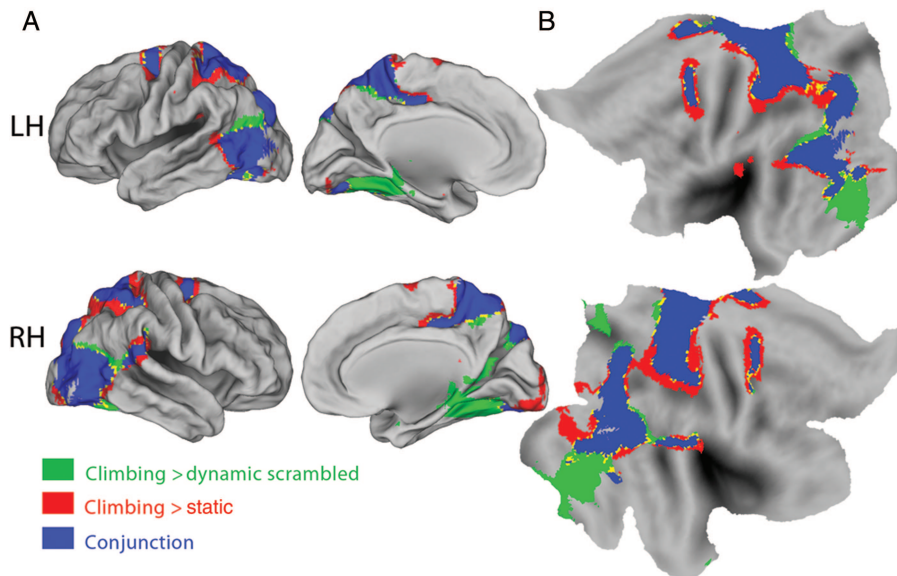 A
B
LH
RH
Climbing > dynamic scrambled
Climbing > static
Conjunction